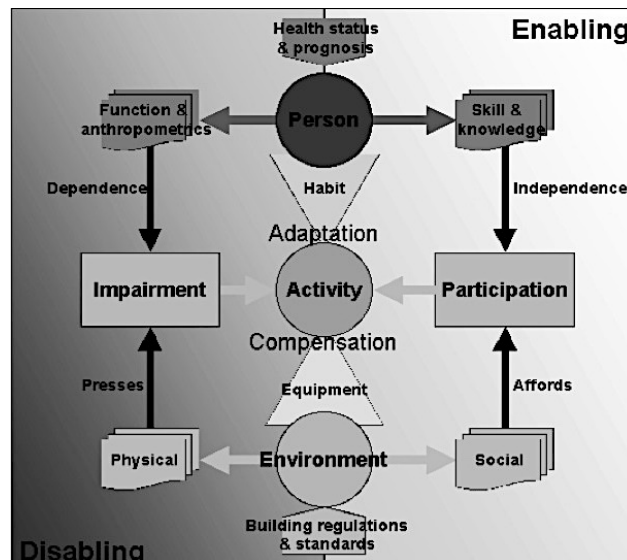 Enabling
Health status
& prognosis
Function &
anthropometrics
Person
Skill &
knowledge
Dependence
Habit
Independence
Adaptation
Impairment
Activity
Participation
Compensation
Presses
Equipment
Affords
Physical
Environment
Social
Building regulations
& standards
Disabling